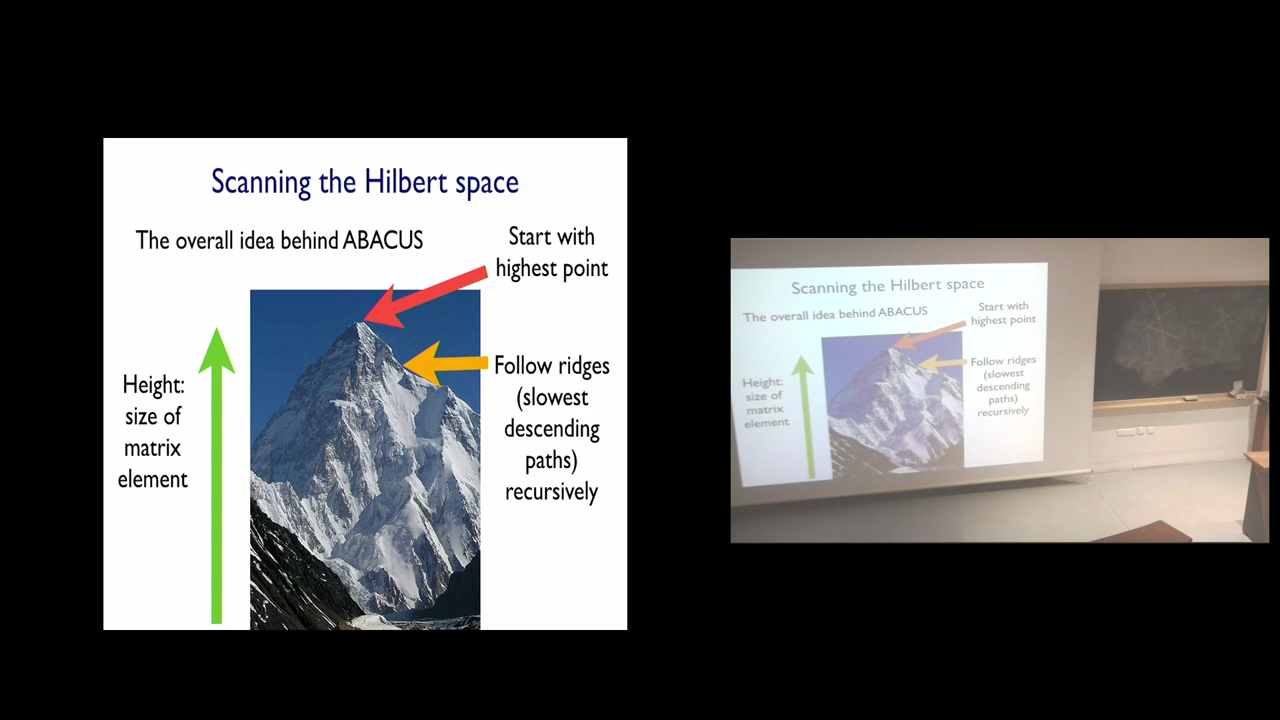 Scanning the Hilbert space
The overall idea behind ABACUS
Start with
highest point
Height:
size of
matrix
element
Follow ridges
(slowest
descending
paths)
recursively
Scanning the Hilbert space
The overall idea behind ABACUS
Start with
highest point
Height:
size of
matrix
element
Follow ridges
(slowest
descending
paths)
recursively